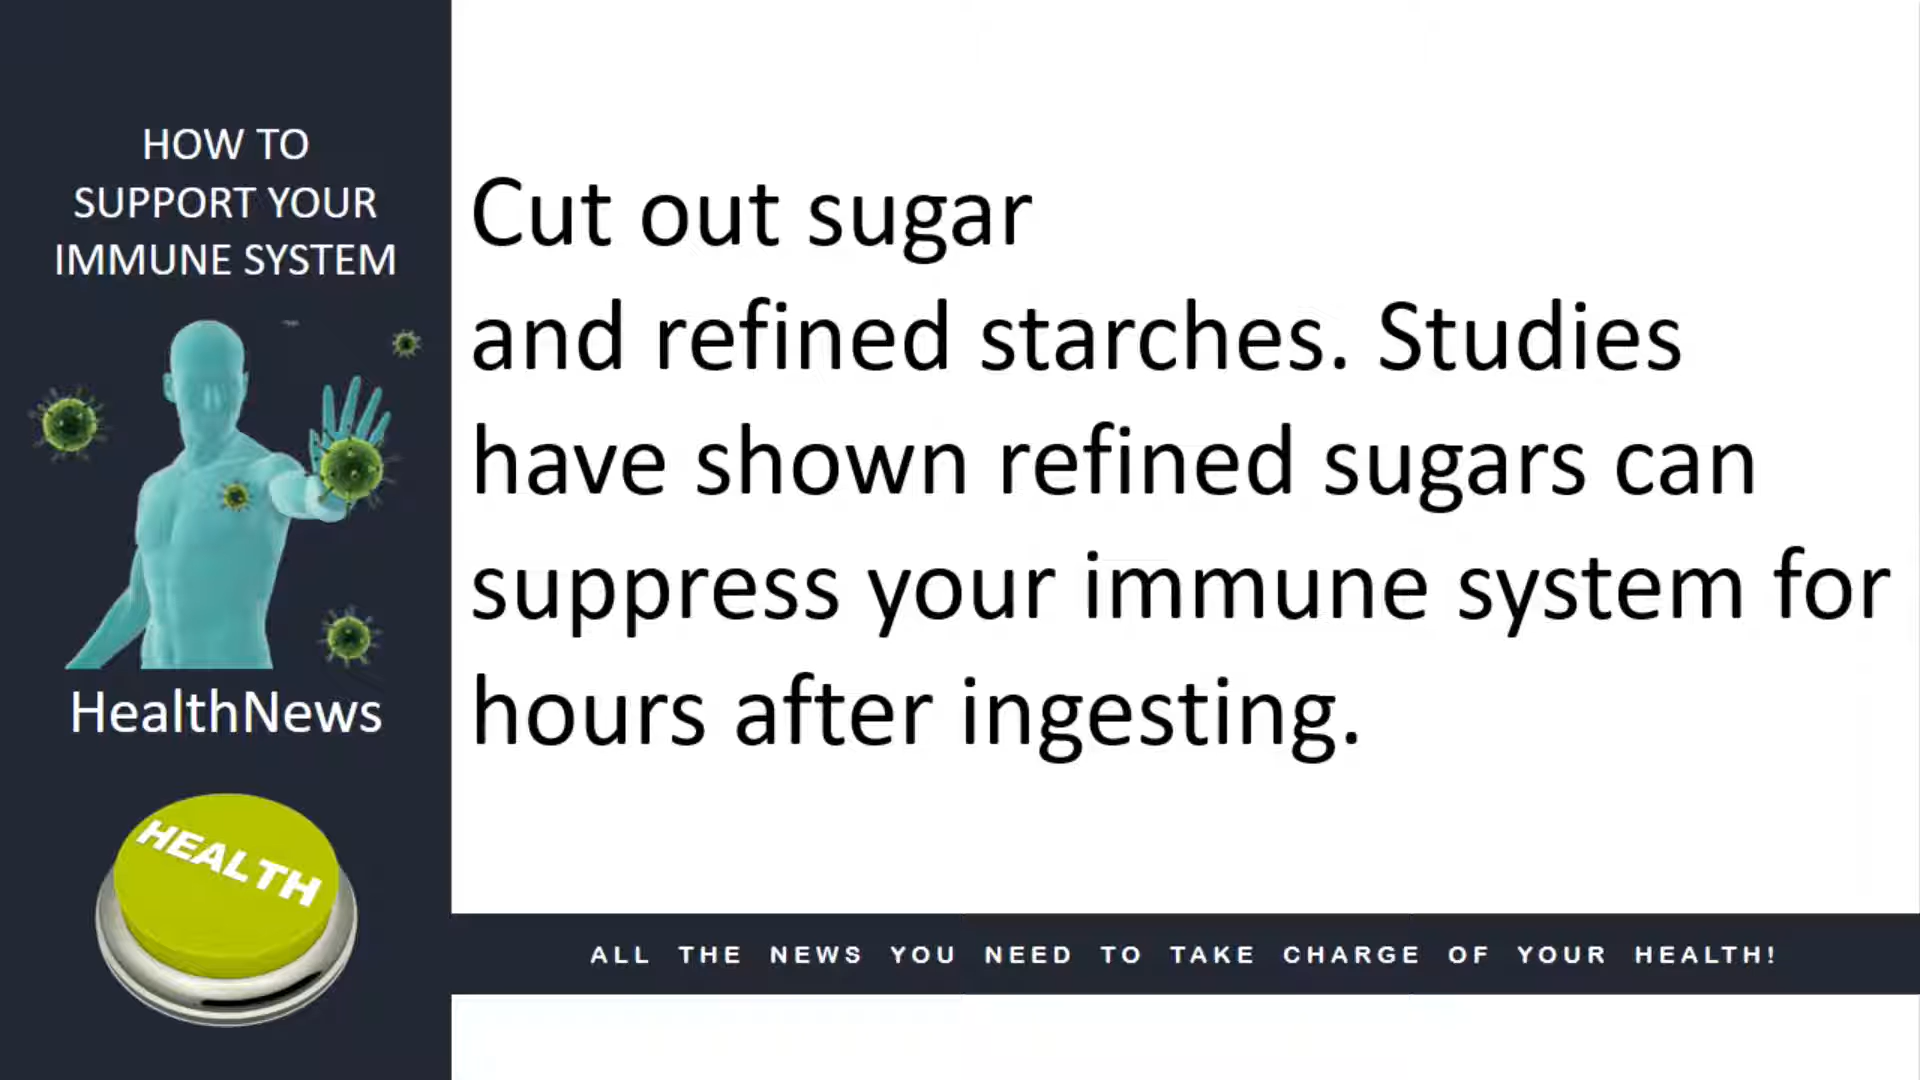 HOW TO
SUPPORT YOUR
IMMUNE SYSTEM
HealthNews
HEALTH
Cut out sugar
and refined starches. Studies
have shown refined sugars can
suppress your immune system for
hours after ingesting.
ALL THE NEWS YOU NEED TO TAKE CHARGE OF YOUR HEALTH!